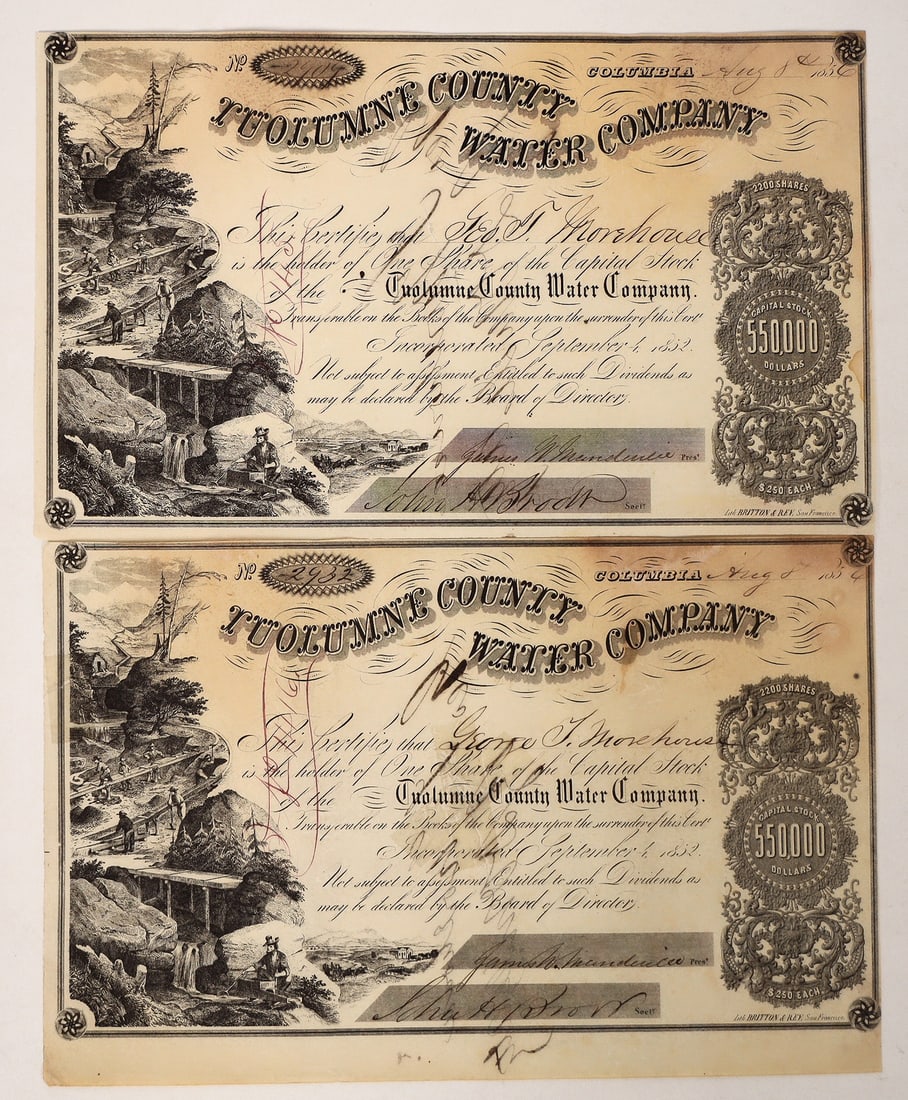 No
COLUMBIA Aug 8th 1856
TUOLUMNE COUNTY
WATER COMPANY
This Certifies that Geo. T. Morehouse
is the holder of One Share of the Capital Stock
of the Tuolumne County Water Company.
Transferable on the Books of the Company upon the surrender of this Cert.
Incorporated September 4, 1852.
Not subject to assessment. Entitled to such Dividends as
may be declared by the Board of Directors.
James W. Mandeville Prest
John H Secty
2200 SHARES
CAPITAL STOCK
550,000
DOLLARS
$250 EACH.
Lith. BRITTON & REY. San Francisco.
No 2932
COLUMBIA Aug 8 1856
TUOLUMNE COUNTY
WATER COMPANY
This Certifies that George T. Morehouse
is the holder of One Share of the Capital Stock
of the Tuolumne County Water Company.
Transferable on the Books of the Company upon the surrender of this Cert.
Incorporated September 4, 1852.
Not subject to assessment. Entitled to such Dividends as
may be declared by the Board of Directors.
James W. Mandeville Prest
John H Secty
2200 SHARES
CAPITAL STOCK
550,000
DOLLARS
$250 EACH.
Lith. BRITTON & REY. San Francisco.